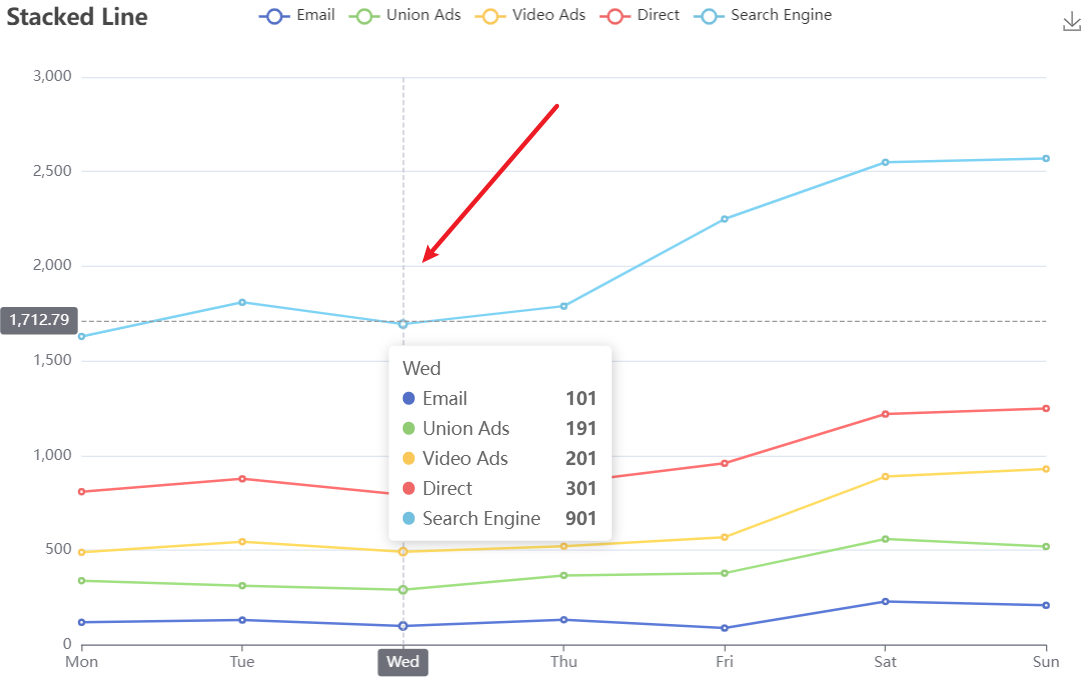 Stacked Line
Email Union Ads Video Ads Direct Search Engine
3,000
2,500
2,000
1,712.79
1,500
Wed
Email 101
Union Ads 191
Video Ads 201
Direct 301
Search Engine 901
1,000
500
0
Mon Tue Wed Thu Fri Sat Sun